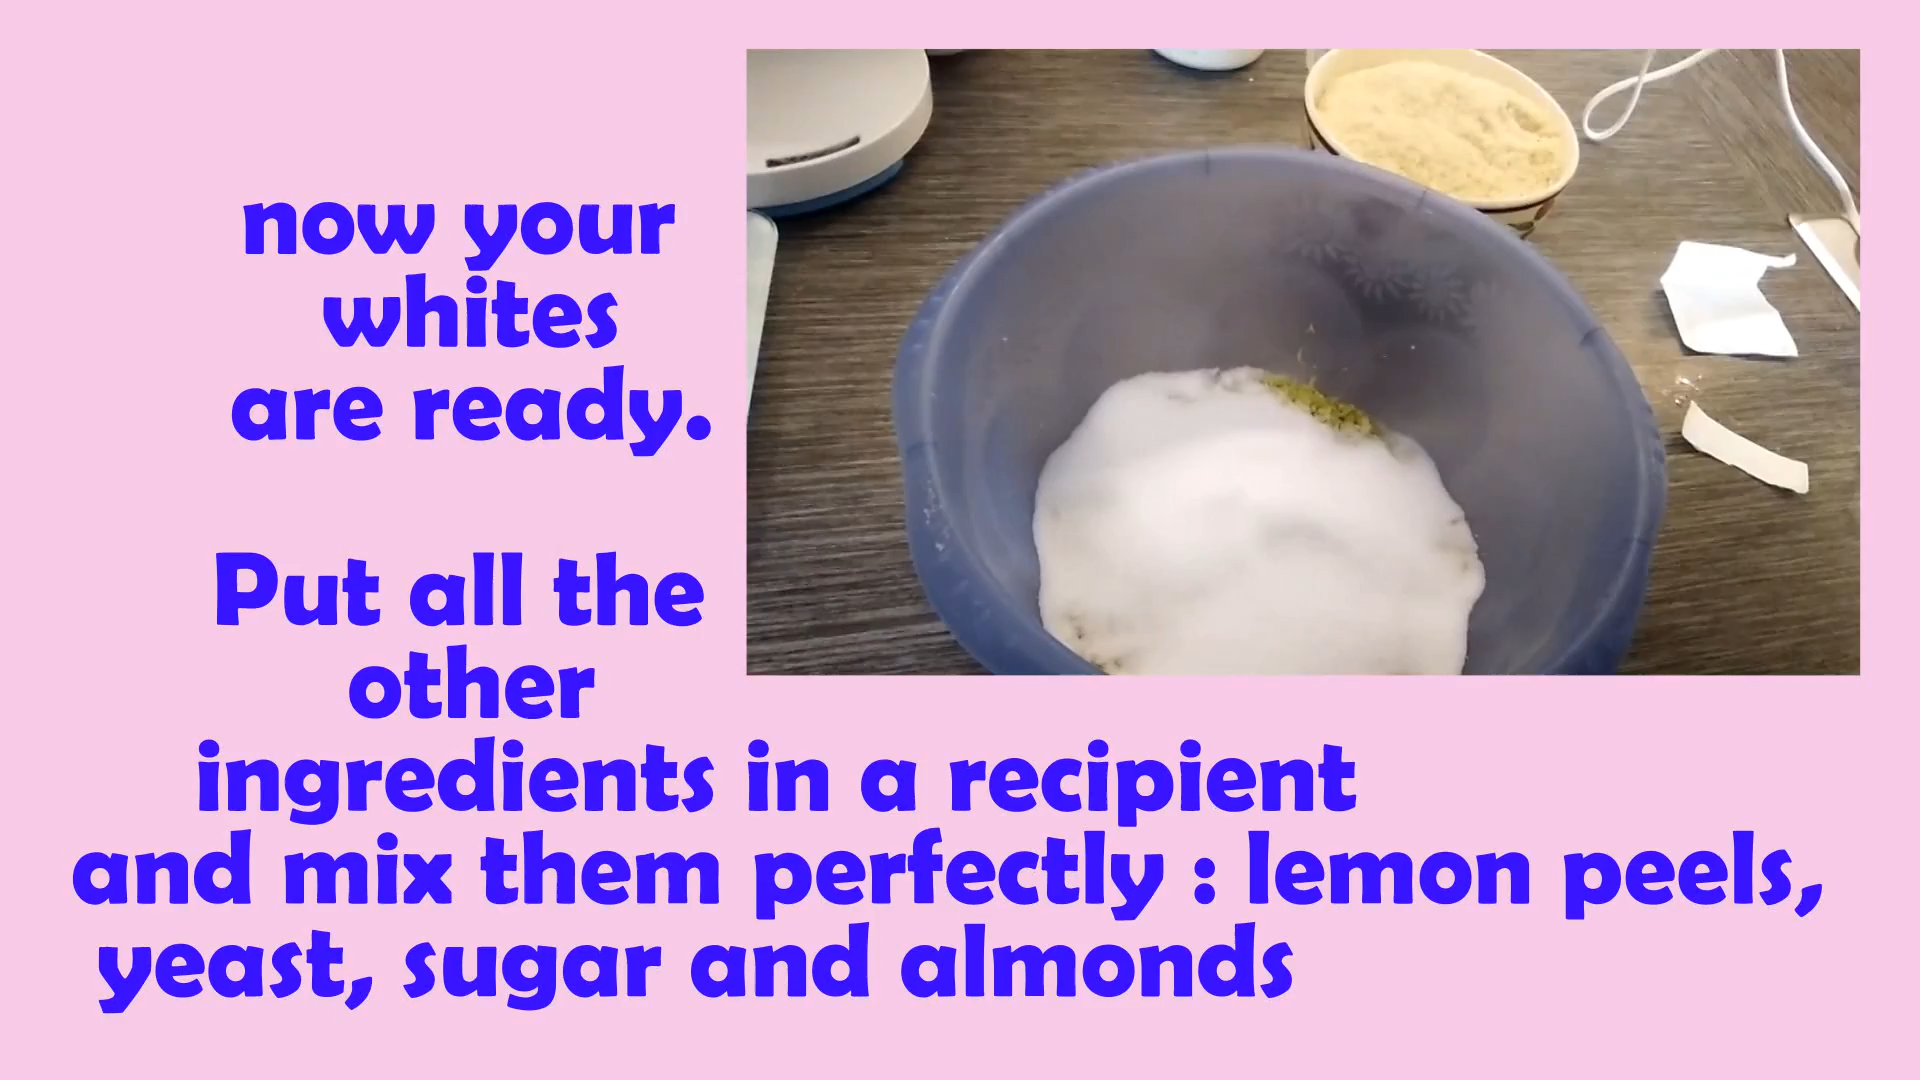 now your
whites
are ready.
Put all the
other
ingredients in a recipient
and mix them perfectly : lemon peels,
yeast, sugar and almonds